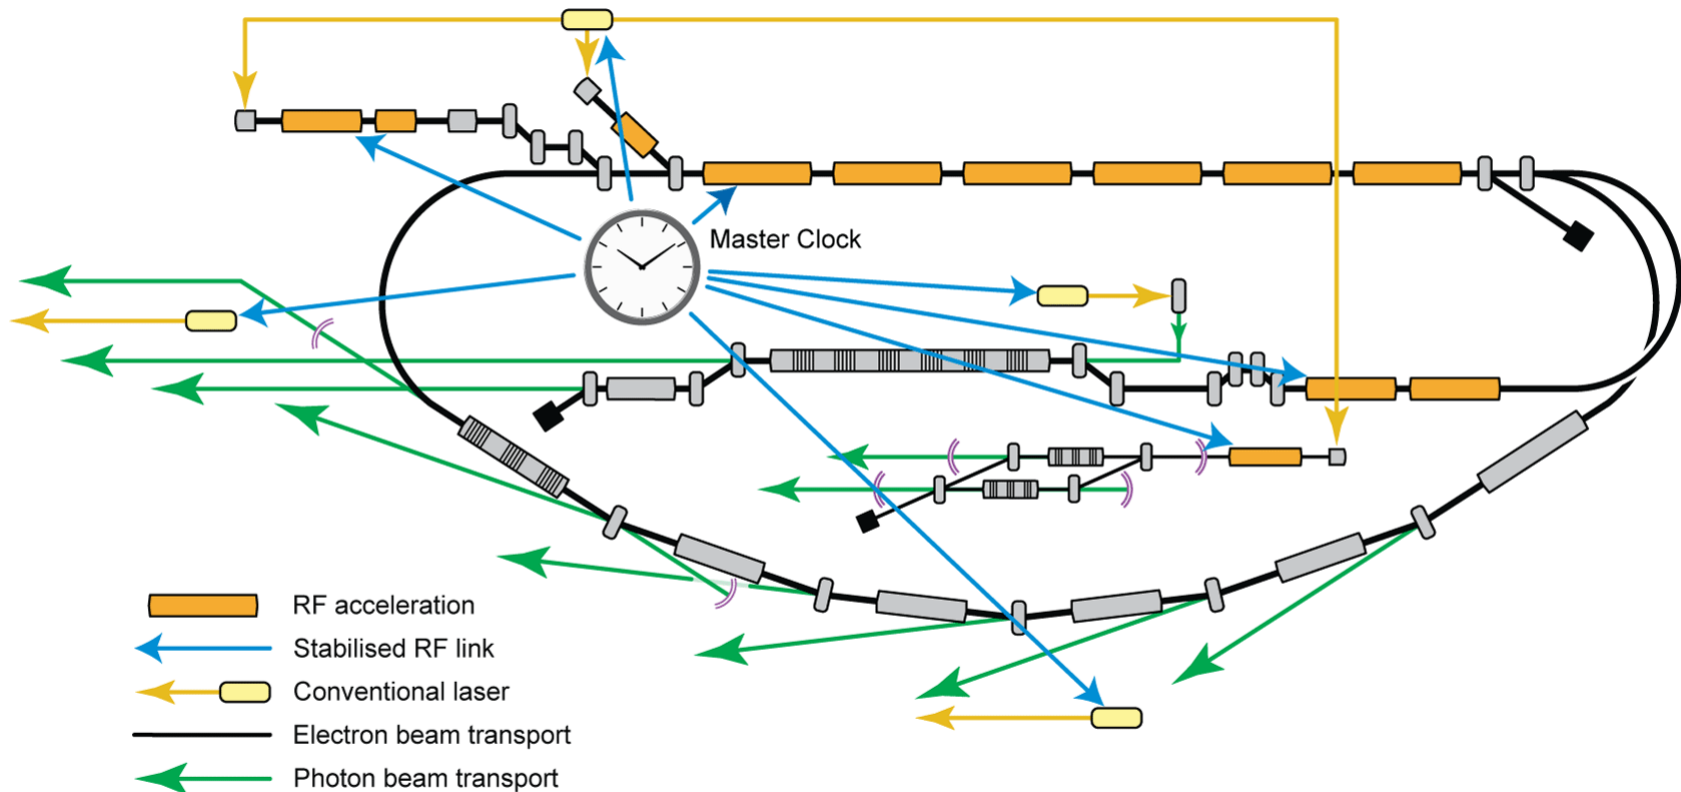 Master Clock
RF acceleration
Stabilised RF link
Conventional laser
Electron beam transport
Photon beam transport